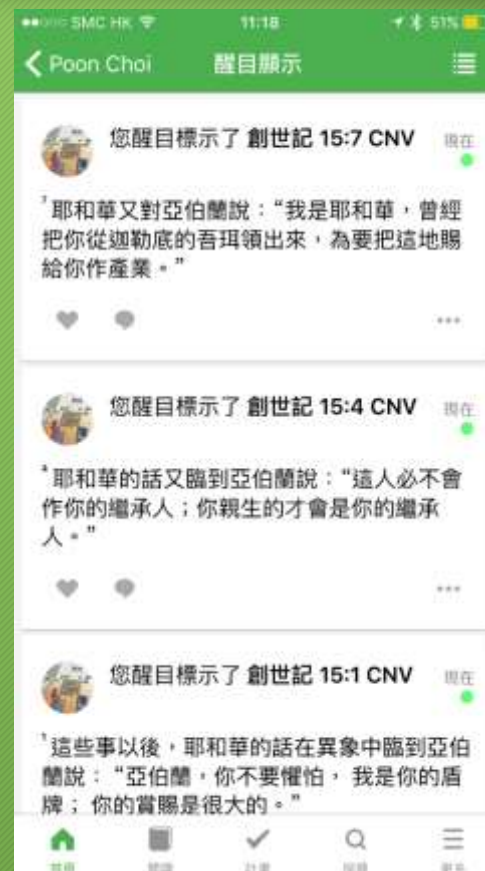 SMC HK 11:18 51%
Poon Choi 醒目顯示
您醒目標示了 創世記 15:7 CNV 現在
7 耶和華又對亞伯蘭說：“我是耶和華，曾經
把你從迦勒底的吾珥領出來，為要把這地賜
給你作產業。”
您醒目標示了 創世記 15:4 CNV 現在
4 耶和華的話又臨到亞伯蘭說：“這人必不會
作你的繼承人；你親生的才會是你的繼承
人。”
您醒目標示了 創世記 15:1 CNV 現在
1 這些事以後，耶和華的話在異象中臨到亞伯
蘭說：“亞伯蘭，你不要懼怕， 我是你的盾
牌； 你的賞賜是很大的。”